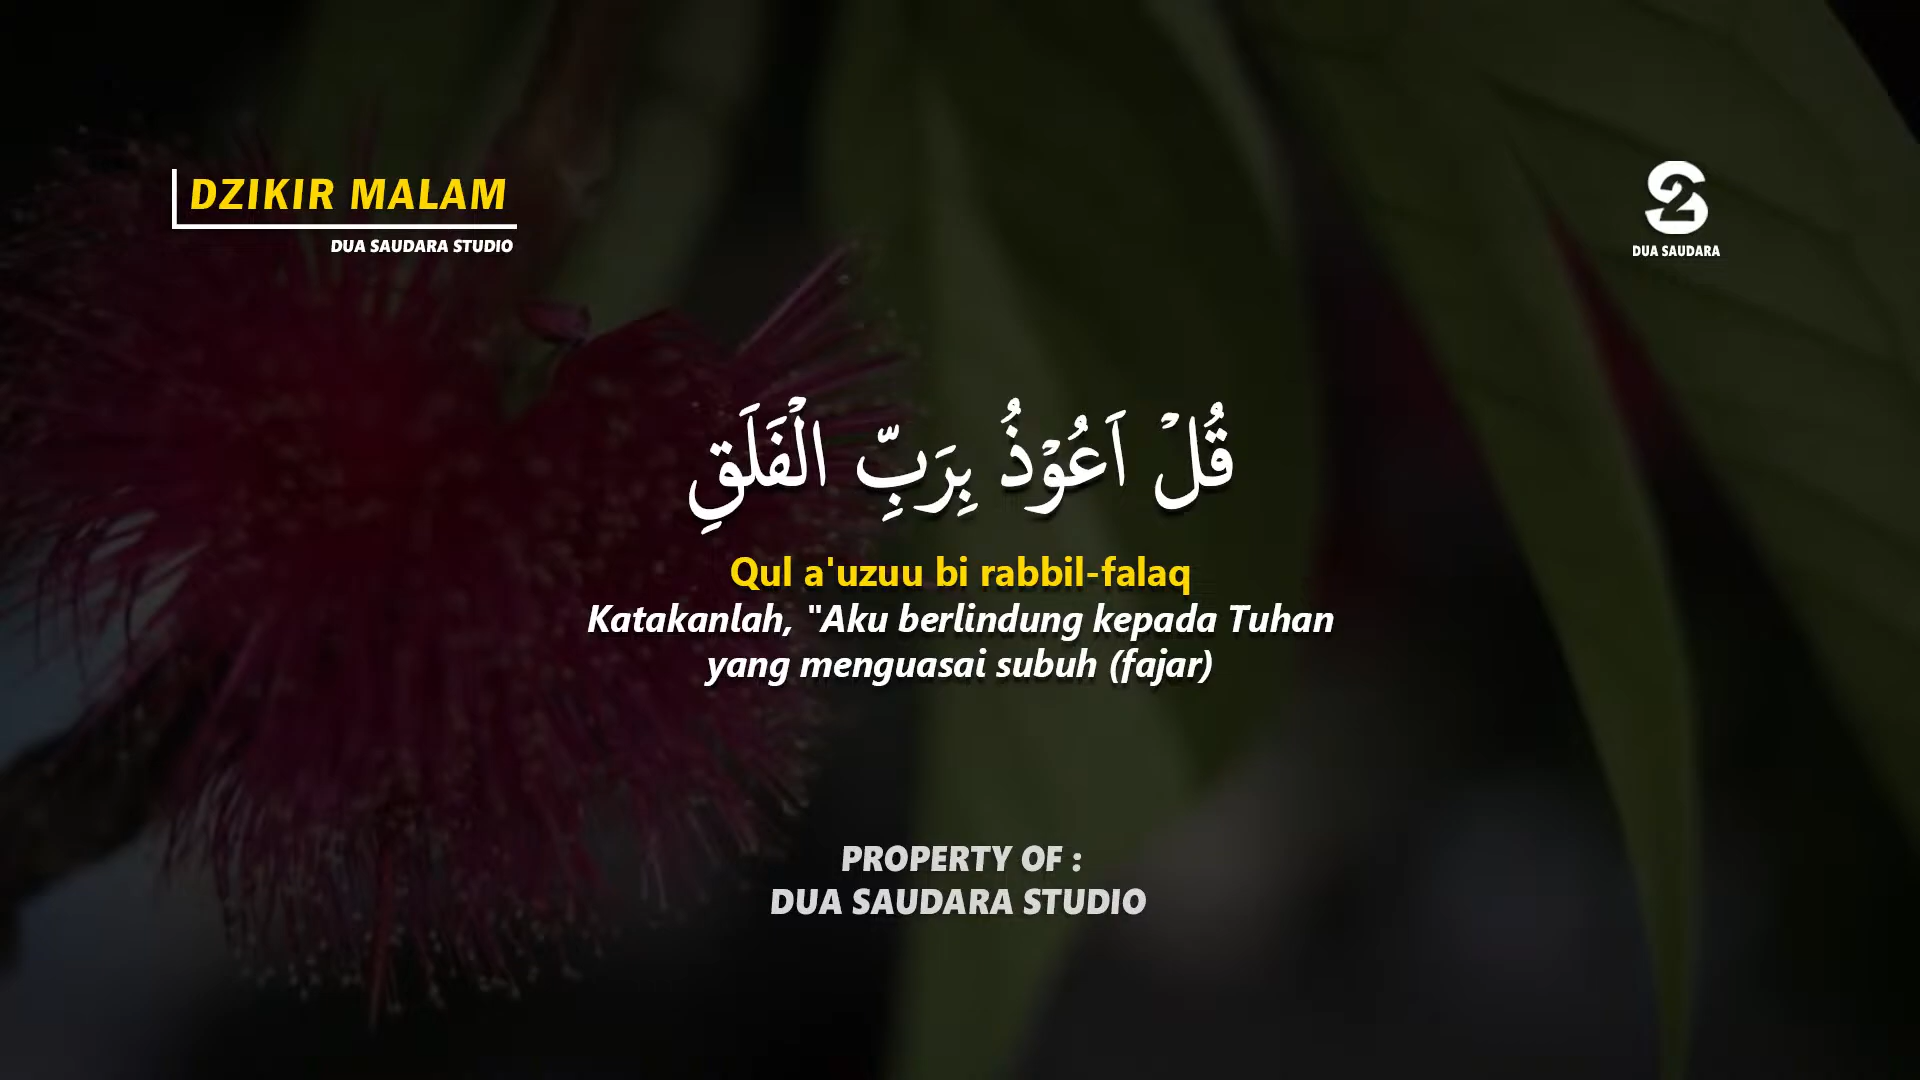 DZIKIR MALAM
DUA SAUDARA STUDIO
S2
DUA SAUDARA
قُلْ اَعُوْذُ بِرَبِّ الْفَلَقِ
Qul a'uzuu bi rabbil-falaq
Katakanlah, "Aku berlindung kepada Tuhan
yang menguasai subuh (fajar)
PROPERTY OF :
DUA SAUDARA STUDIO